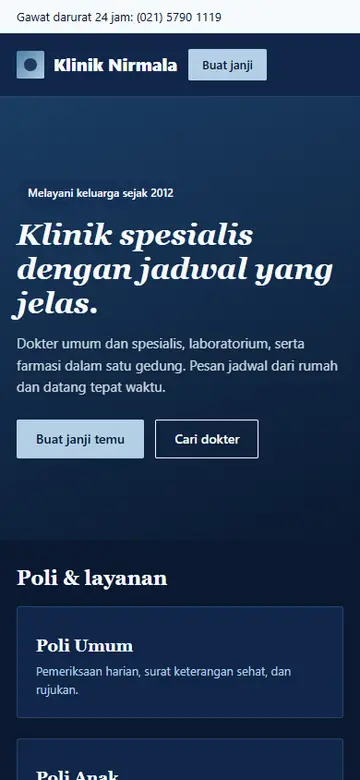 Gawat darurat 24 jam: (021) 5790 1119
Klinik Nirmala
Buat janji
Melayani keluarga sejak 2012
Klinik spesialis
dengan jadwal yang
jelas.
Dokter umum dan spesialis, laboratorium, serta
farmasi dalam satu gedung. Pesan jadwal dari rumah
dan datang tepat waktu.
Buat janji temu
Cari dokter
Poli & layanan
Poli Umum
Pemeriksaan harian, surat keterangan sehat, dan
rujukan.
Poli Anak